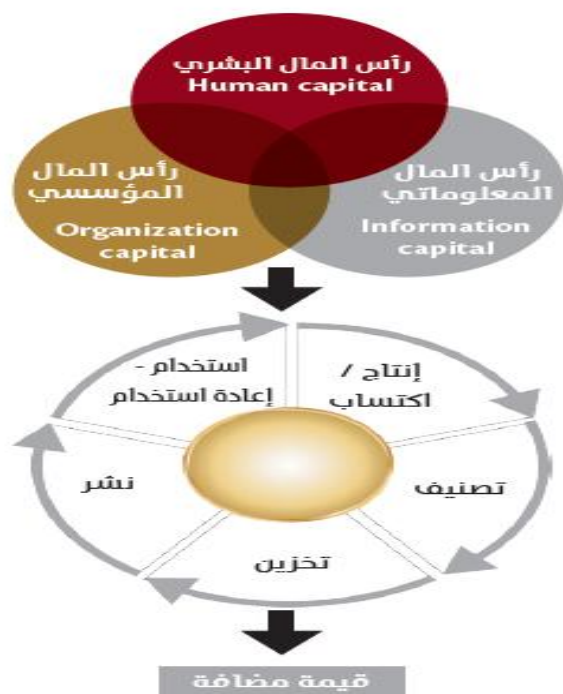 رأس المال البشري
Human capital
رأس المال
المؤسسي
Organization
capital
رأس المال
المعلوماتي
Information
capital
استخدام -
إعادة استخدام
إنتاج /
اكتساب
تصنيف
تخزين
نشر
قيمة مضافة